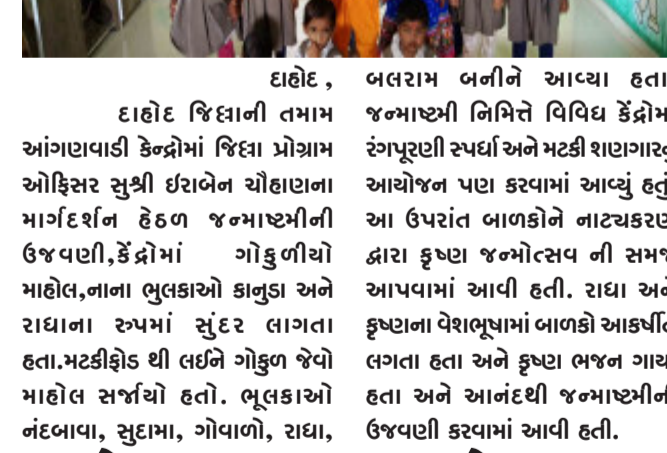 દાહોદ,
દાહોદ જિલ્લાની તમામ
આંગણવાડી કેન્દ્રોમાં જિલ્લા પ્રોગ્રામ
ઓફિસર સુશ્રી ઇરાબેન ચૌહાણના
માર્ગદર્શન હેઠળ જન્માષ્ટમીની
ઉજવણી,કેંદ્રોમાં ગોકુળીયો
માહોલ,નાના ભુલકાઓ કાનુડા અને
રાધાના રુપમાં સુંદર લાગતા
હતા.મટકીફોડ થી લઈને ગોકુળ જેવો
માહોલ સર્જાયો હતો. ભૂલકાઓ
નંદબાવા, સુદામા, ગોવાળો, રાધા,
બલરામ બનીને આવ્યા હતા
જન્માષ્ટમી નિમિત્તે વિવિધ કેંદ્રોમ
રંગપૂરણી સ્પર્ધા અને મટકી શણગારનુ
આયોજન પણ કરવામાં આવ્યું હતું
આ ઉપરાંત બાળકોને નાટ્યકરણ
દ્વારા કૃષ્ણ જન્મોત્સવ ની સમજ
આપવામાં આવી હતી. રાધા અને
કૃષ્ણના વેશભૂષામાં બાળકો આકર્ષીત
લગતા હતા અને કૃષ્ણ ભજન ગાય
હતા અને આનંદથી જન્માષ્ટમીની
ઉજવણી કરવામાં આવી હતી.